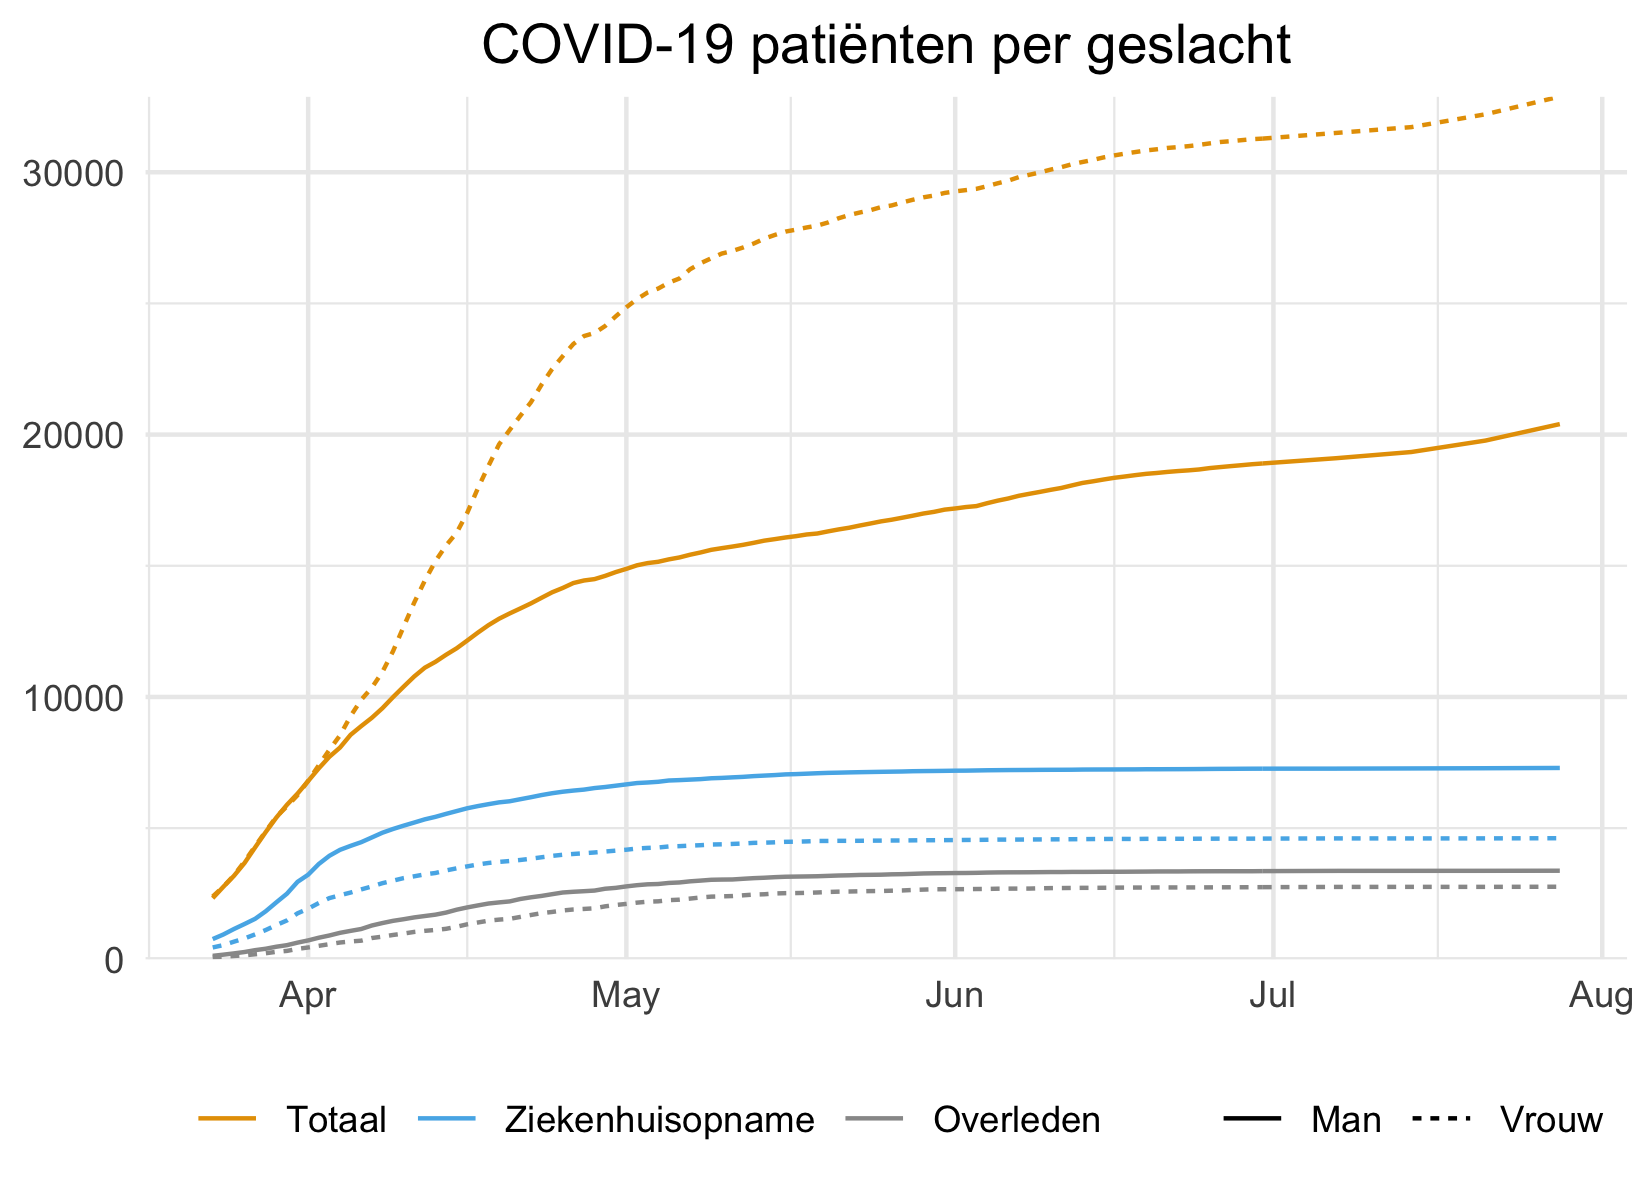 COVID-19 patiënten per geslacht
30000
20000
10000
0
Apr May Jun Jul Aug
Totaal Ziekenhuisopname Overleden Man Vrouw